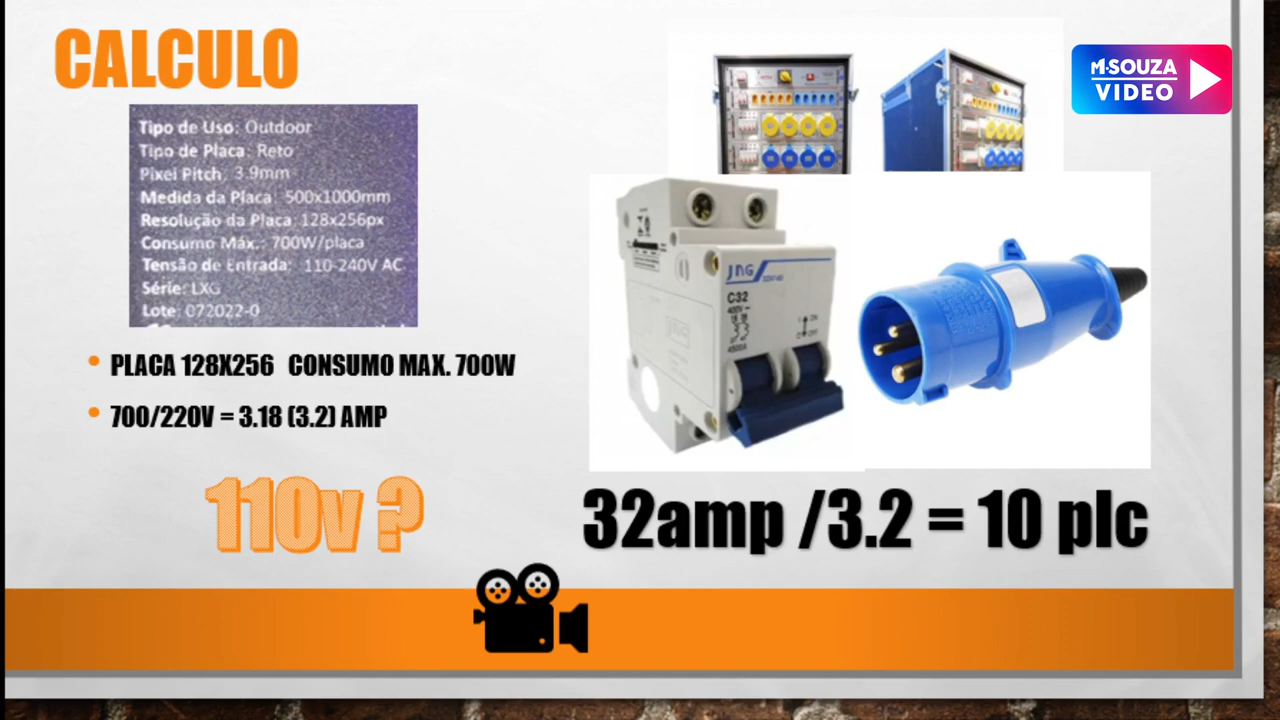 CALCULO
M·SOUZA
VIDEO
Tipo de Uso: Outdoor
Tipo de Placa: Reto
Pixel Pitch: 3.9mm
Medida da Placa: 500x1000mm
Resolução da Placa: 128x256px
Consumo Máx.: 700W/placa
Tensão de Entrada: 110-240V AC
Série: LXG
Lote: 072022-0
JNG
C32
400V~
4500A
PLACA 128X256 CONSUMO MAX. 700W
700/220V = 3.18 (3.2) AMP
110v ?
32amp /3.2 = 10 plc